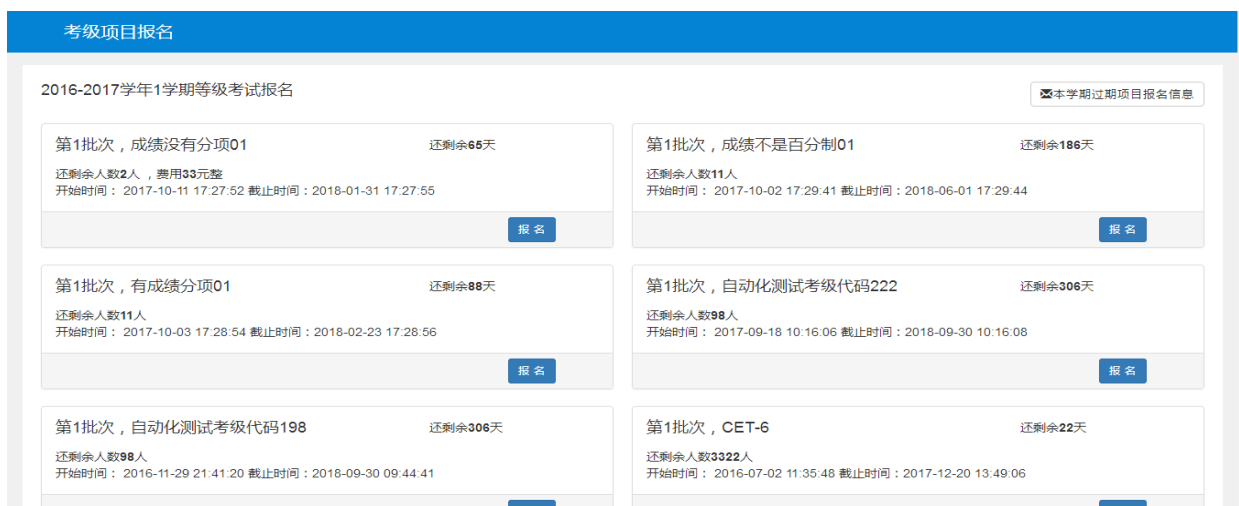 考级项目报名
2016-2017学年1学期等级考试报名
本学期过期项目报名信息
第1批次，成绩没有分项01 还剩余65天
还剩余人数2人 ，费用33元整
开始时间： 2017-10-11 17:27:52 截止时间：2018-01-31 17:27:55
报 名
第1批次，成绩不是百分制01 还剩余186天
还剩余人数11人
开始时间： 2017-10-02 17:29:41 截止时间：2018-06-01 17:29:44
报 名
第1批次，有成绩分项01 还剩余88天
还剩余人数11人
开始时间： 2017-10-03 17:28:54 截止时间：2018-02-23 17:28:56
报 名
第1批次，自动化测试考级代码222 还剩余306天
还剩余人数98人
开始时间： 2017-09-18 10:16:06 截止时间：2018-09-30 10:16:08
报 名
第1批次，自动化测试考级代码198 还剩余306天
还剩余人数98人
开始时间： 2016-11-29 21:41:20 截止时间：2018-09-30 09:44:41
第1批次，CET-6 还剩余22天
还剩余人数3322人
开始时间： 2016-07-02 11:35:48 截止时间：2017-12-20 13:49:06